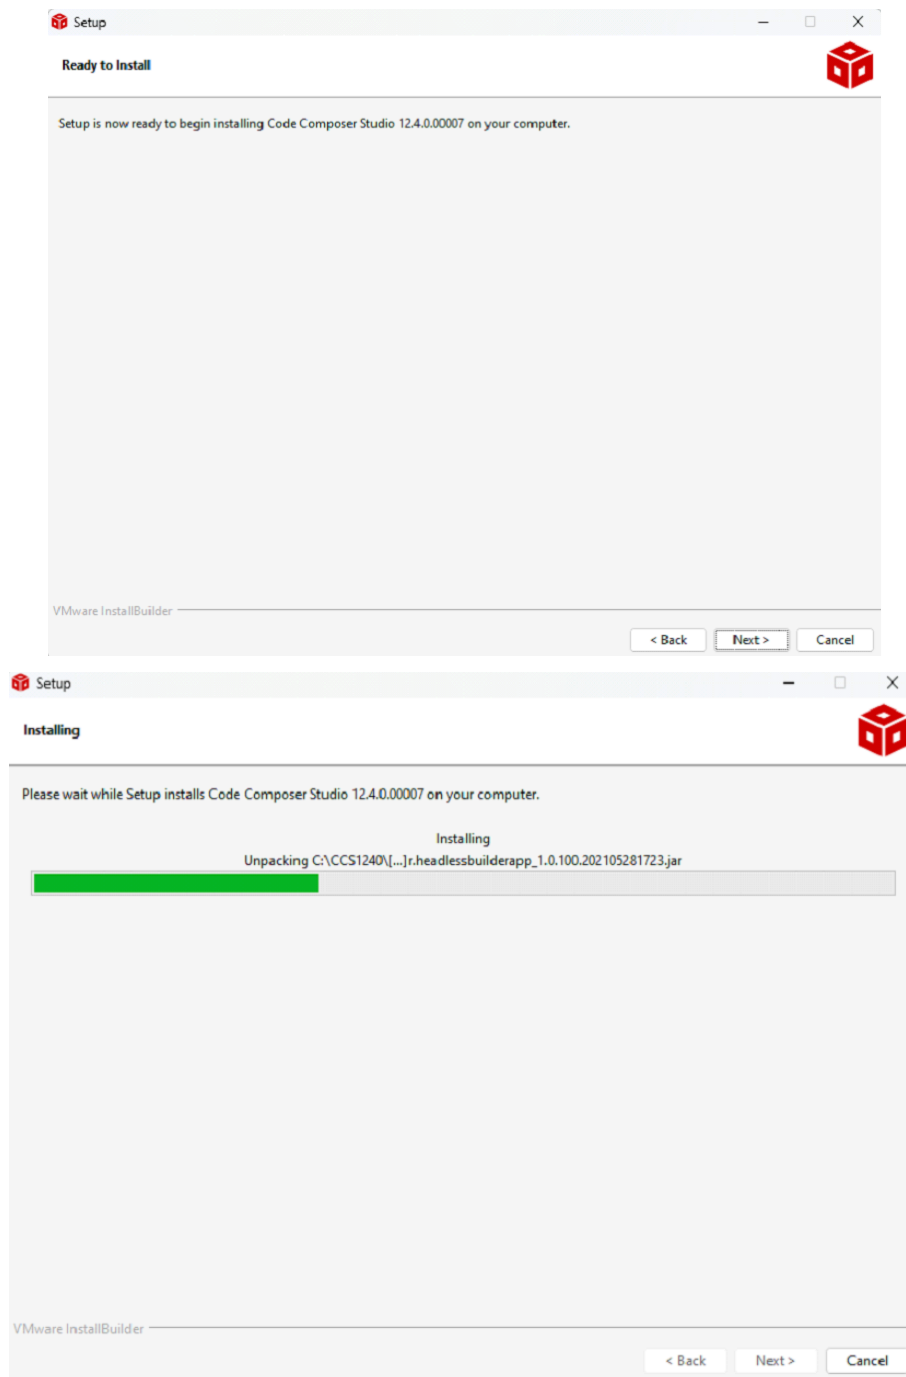 Setup
Ready to Install
Setup is now ready to begin installing Code Composer Studio 12.4.0.00007 on your computer.
VMware InstallBuilder
< Back Next > Cancel
Setup
Installing
Please wait while Setup installs Code Composer Studio 12.4.0.00007 on your computer.
Installing
Unpacking C:\CCS1240\[...]r.headlessbuilderapp_1.0.100.202105281723.jar
VMware InstallBuilder
< Back Next > Cancel